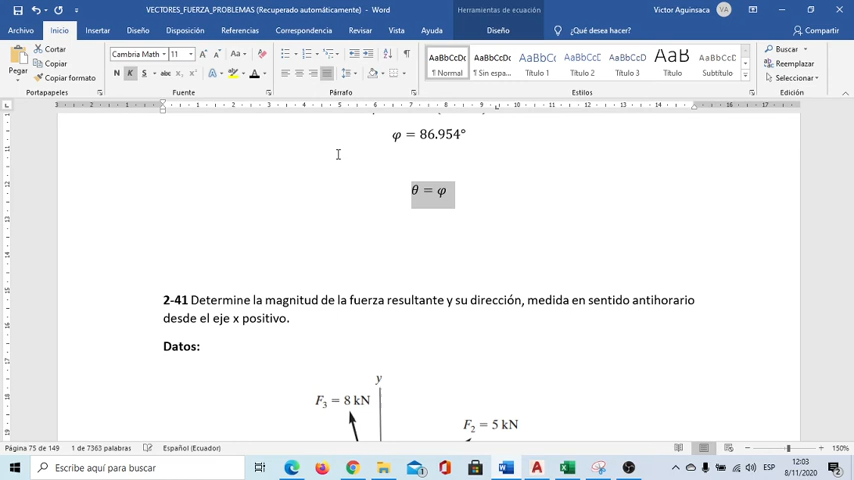 VECTORES_FUERZA_PROBLEMAS (Recuperado automáticamente) - Word
Herramientas de ecuación
Victor Aguinsaca VA
Archivo Inicio Insertar Diseño Disposición Referencias Correspondencia Revisar Vista Ayuda Diseño ¿Qué desea hacer? Compartir
Pegar
Cortar
Copiar
Copiar formato
Cambria Math 11
N K S abc
Portapapeles Fuente Párrafo Estilos Edición
AaBbCcDc AaBbCcDc AaBbCc AaBbCcD AaBbCcD AaB AaBbCcD
¶ Normal ¶ Sin espa... Título 1 Título 2 Título 3 Título Subtítulo
Buscar
Reemplazar
Seleccionar
φ = 86.954°
θ = φ
2-41 Determine la magnitud de la fuerza resultante y su dirección, medida en sentido antihorario
desde el eje x positivo.
Datos:
y
F3 = 8 kN
F2 = 5 kN
Página 75 de 149 1 de 7363 palabras Español (Ecuador) 150%
Escribe aquí para buscar
ESP
12:03
8/11/2020